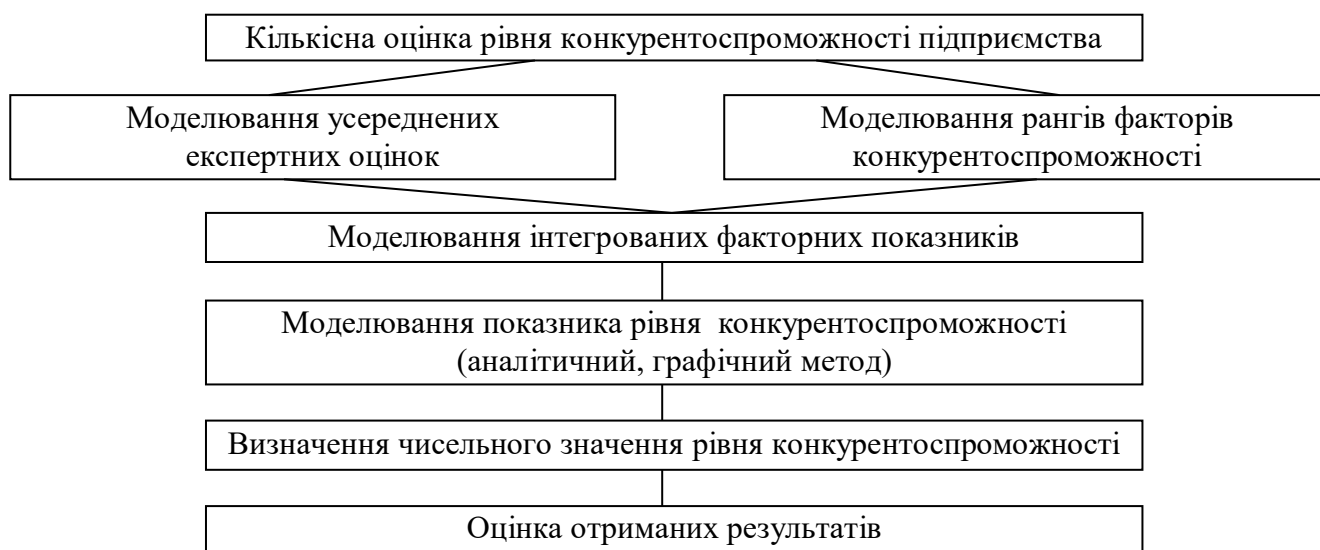 Кількісна оцінка рівня конкурентоспроможності підприємства
Моделювання усереднених
експертних оцінок
Моделювання рангів факторів
конкурентоспроможності
Моделювання інтегрованих факторних показників
Моделювання показника рівня конкурентоспроможності
(аналітичний, графічний метод)
Визначення чисельного значення рівня конкурентоспроможності
Оцінка отриманих результатів